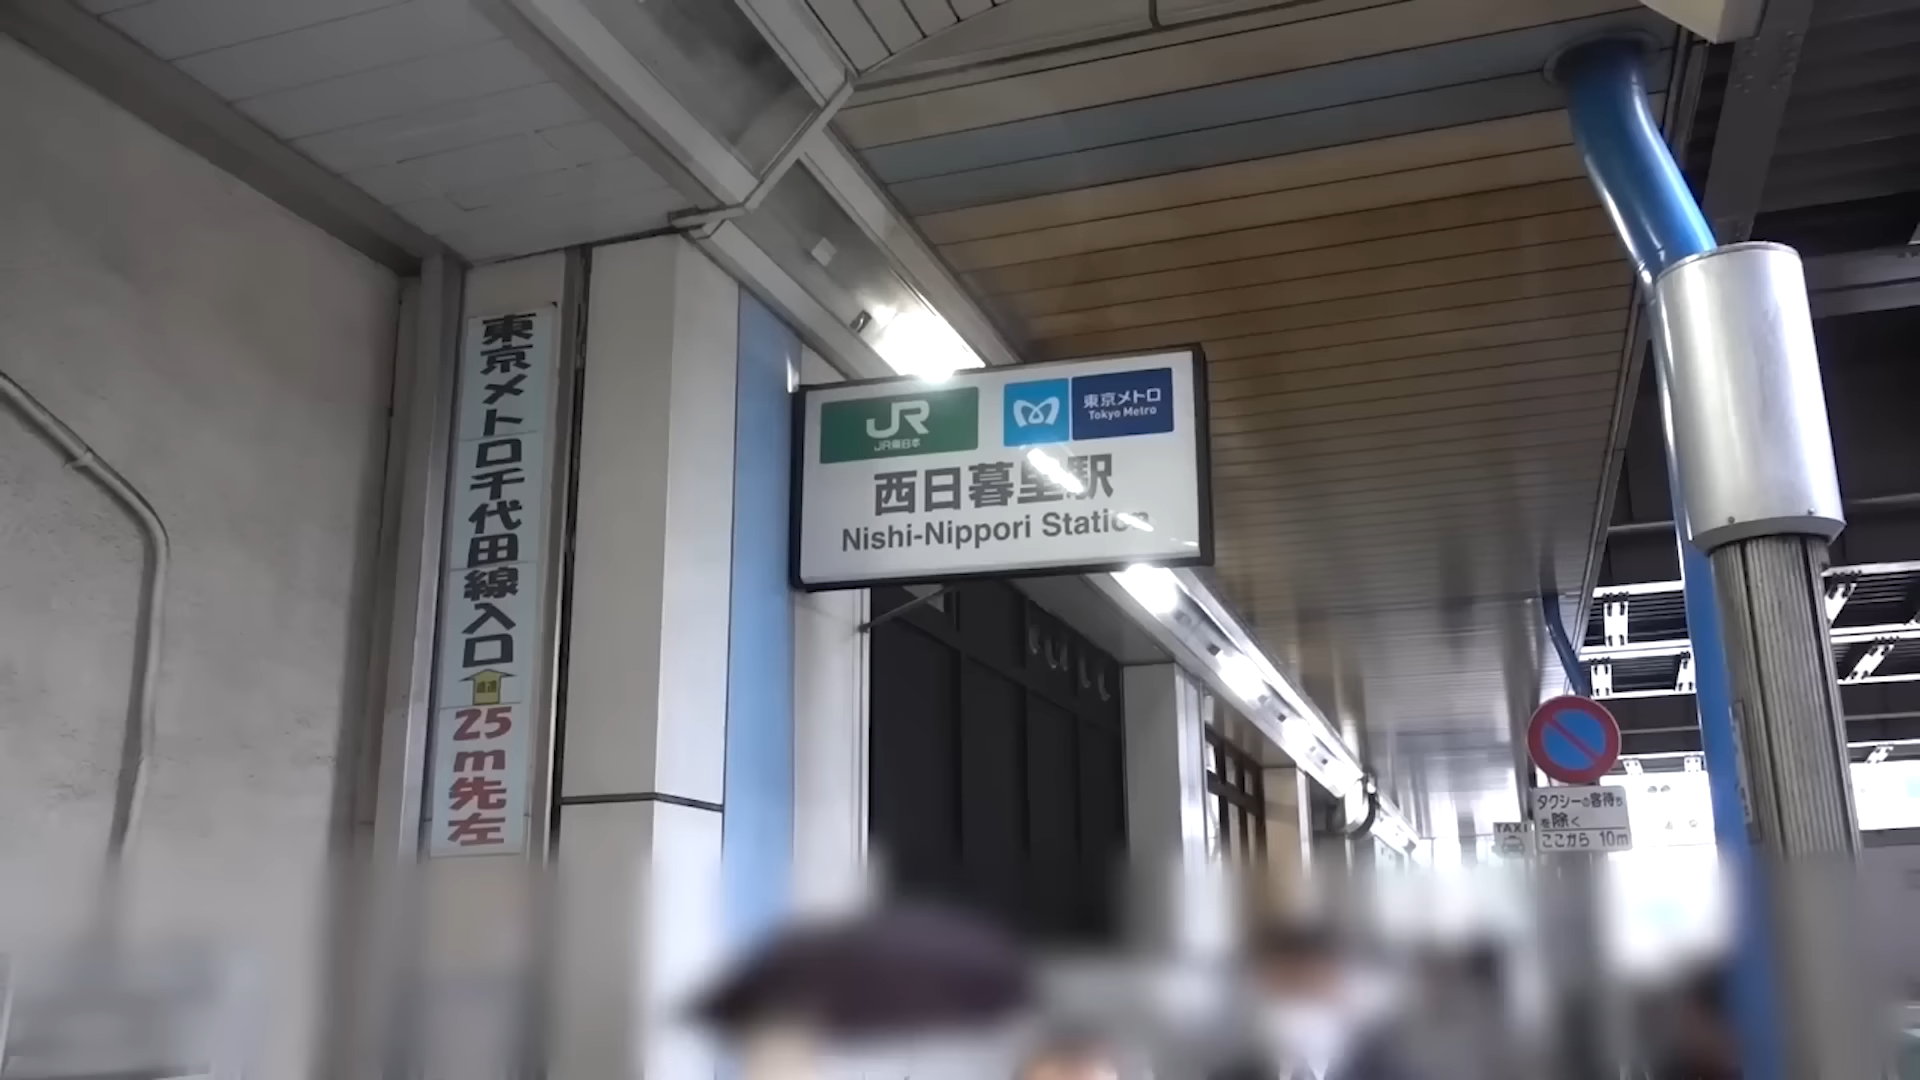 東京メトロ千代田線入口
25m先左
JR
JR東日本
東京メトロ
Tokyo Metro
西日暮里駅
Nishi-Nippori Station
タクシーの客待ち
を除く
ここから 10m
TAXI